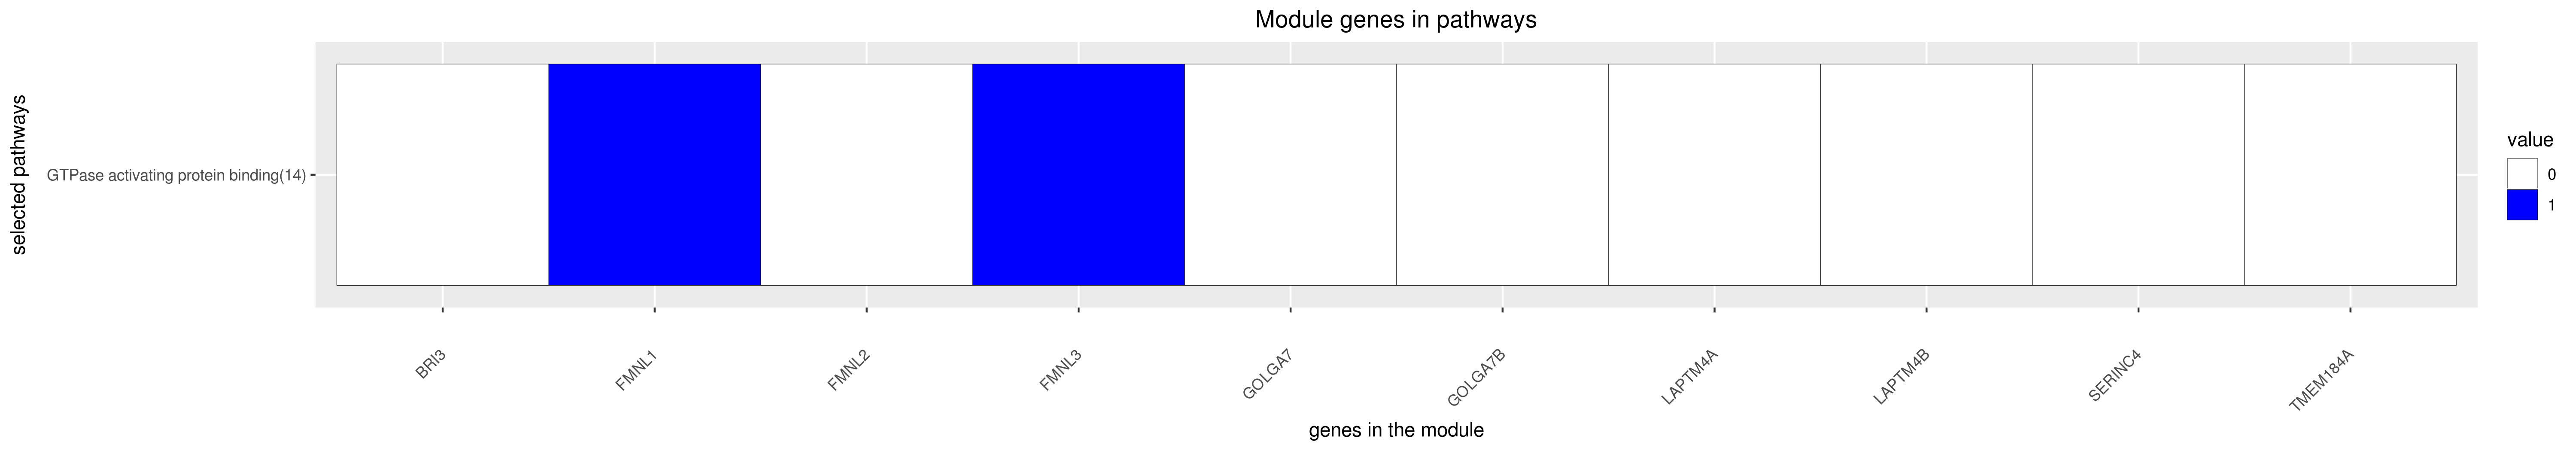 Module genes in pathways
selected pathways
GTPase activating protein binding(14)
value
0
1
BRI3
FMNL1
FMNL2
FMNL3
GOLGA7
GOLGA7B
LAPTM4A
LAPTM4B
SERINC4
TMEM184A
genes in the module